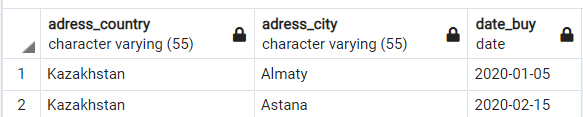 adress_country adress_city date_buy
character varying (55) character varying (55) date
1 Kazakhstan Almaty 2020-01-05
2 Kazakhstan Astana 2020-02-15